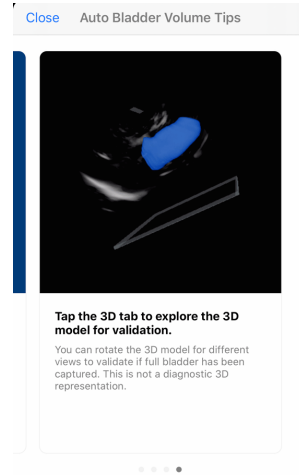 Close Auto Bladder Volume Tips
Tap the 3D tab to explore the 3D
model for validation.
You can rotate the 3D model for different
views to validate if full bladder has been
captured. This is not a diagnostic 3D
representation.